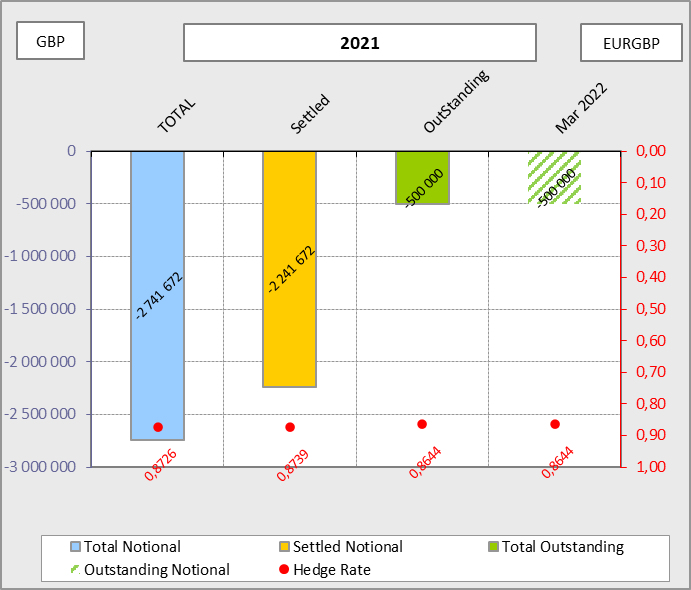 GBP
2021
EURGBP
TOTAL
Settled
OutStanding
Mar 2022
0
-500 000
-1 000 000
-1 500 000
-2 000 000
-2 500 000
-3 000 000
-2 741 672
-2 241 672
-500 000
-500 000
0,00
0,10
0,20
0,30
0,40
0,50
0,60
0,70
0,80
0,90
1,00
0,8726
0,8739
0,8644
0,8644
Total Notional
Settled Notional
Total Outstanding
Outstanding Notional
Hedge Rate